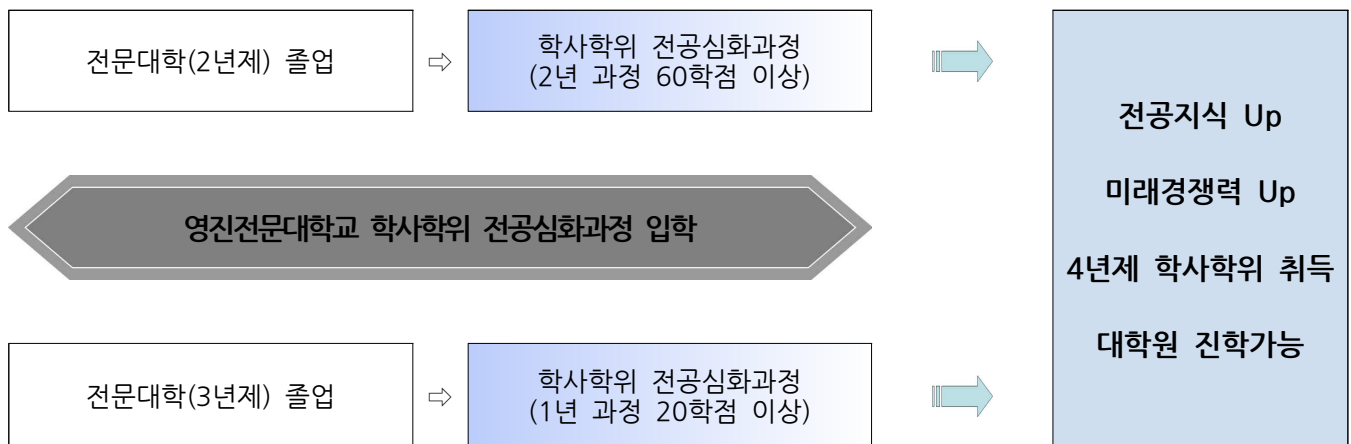 전문대학(2년제) 졸업
⇨
학사학위 전공심화과정
(2년 과정 60학점 이상)
영진전문대학교 학사학위 전공심화과정 입학
전문대학(3년제) 졸업
⇨
학사학위 전공심화과정
(1년 과정 20학점 이상)
전공지식 Up
미래경쟁력 Up
4년제 학사학위 취득
대학원 진학가능